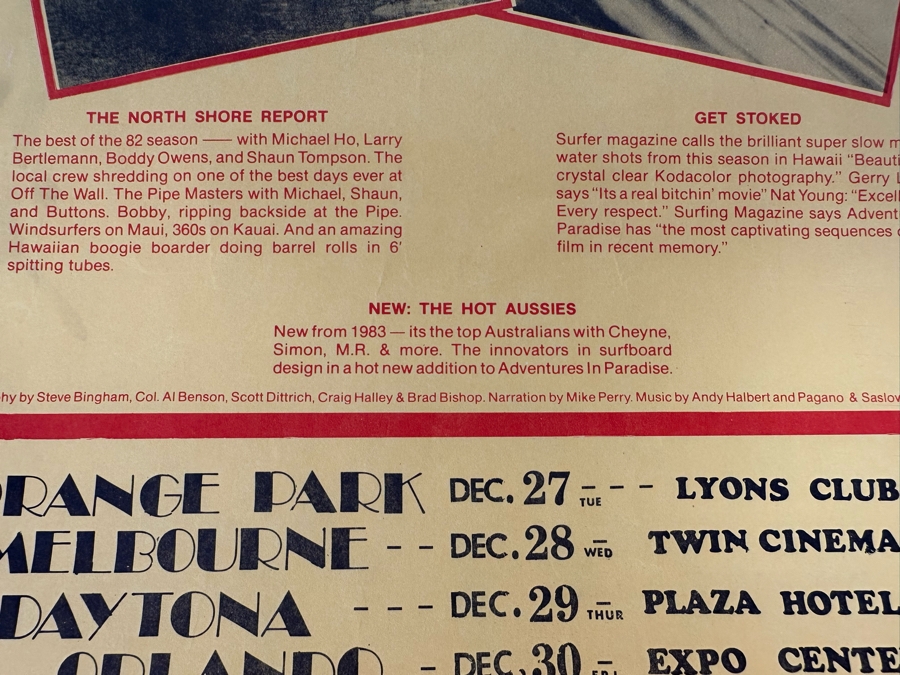 THE NORTH SHORE REPORT
The best of the 82 season —— with Michael Ho, Larry
Bertlemann, Boddy Owens, and Shaun Tompson. The
local crew shredding on one of the best days ever at
Off The Wall. The Pipe Masters with Michael, Shaun,
and Buttons. Bobby, ripping backside at the Pipe.
Windsurfers on Maui, 360s on Kauai. And an amazing
Hawaiian boogie boarder doing barrel rolls in 6'
spitting tubes.
GET STOKED
Surfer magazine calls the brilliant super slow
water shots from this season in Hawaii
crystal clear Kodacolor photography." Gerry
says "Its a real bitchin' movie" Nat Young:
Every respect." Surfing Magazine says
Paradise has "the most captivating sequences
film in recent memory."
NEW: THE HOT AUSSIES
New from 1983 — its the top Australians with Cheyne,
Simon, M.R. & more. The innovators in surfboard
design in a hot new addition to Adventures In Paradise.
by Steve Bingham, Col. Al Benson, Scott Dittrich, Craig Halley & Brad Bishop. Narration by Mike Perry. Music by Andy Halbert and Pagano & Saslov
ORANGE PARK DEC. 27 TUE - - - LYONS CLUB
MELBOURNE - - DEC. 28 WED – TWIN CINEMA
DAYTONA - - - DEC. 29 THUR – PLAZA HOTEL
ORLANDO - DEC. 30 FRI – EXPO CENTE